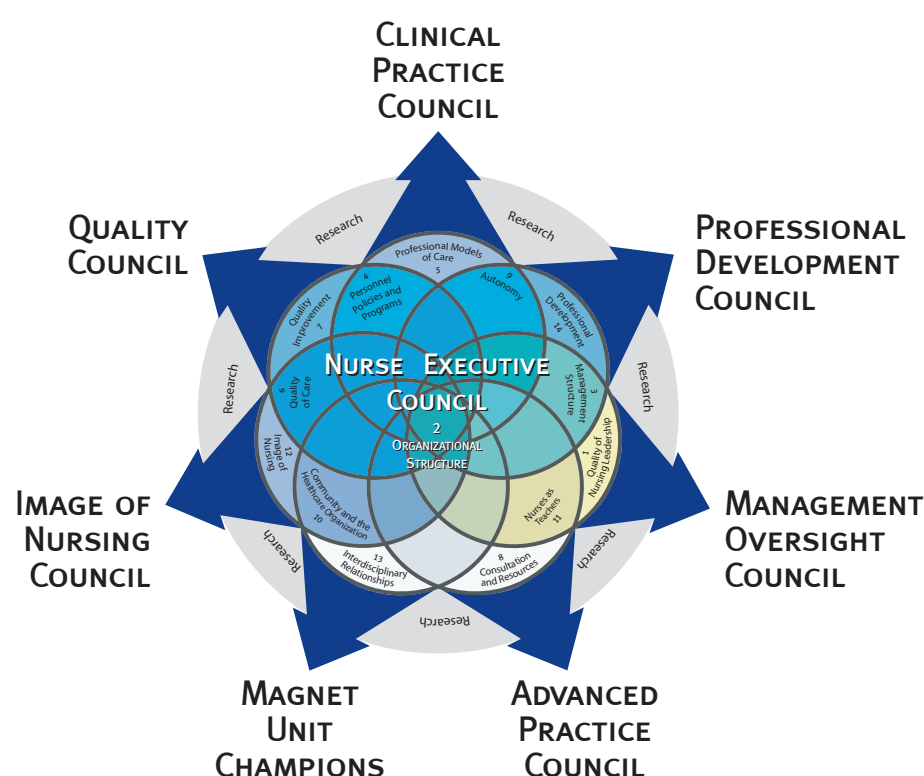 CLINICAL
PRACTICE
COUNCIL
QUALITY
COUNCIL
PROFESSIONAL
DEVELOPMENT
COUNCIL
Research
Research
Professional Models
of Care
5
4
Personnel
Policies and
Programs
9
Autonomy
Quality
Improvement
7
Professional
Development
14
NURSE EXECUTIVE
COUNCIL
2
ORGANIZATIONAL
STRUCTURE
6
Quality
of Care
3
Management
Structure
Research
Research
12
Image of
Nursing
1
Quality of
Nursing Leadership
Community and the
Healthcare Organization
10
Nurses as
Teachers
11
13
Interdisciplinary
Relationships
8
Consultation
and Resources
IMAGE OF
NURSING
COUNCIL
MANAGEMENT
OVERSIGHT
COUNCIL
Research
Research
Research
MAGNET
UNIT
CHAMPIONS
ADVANCED
PRACTICE
COUNCIL